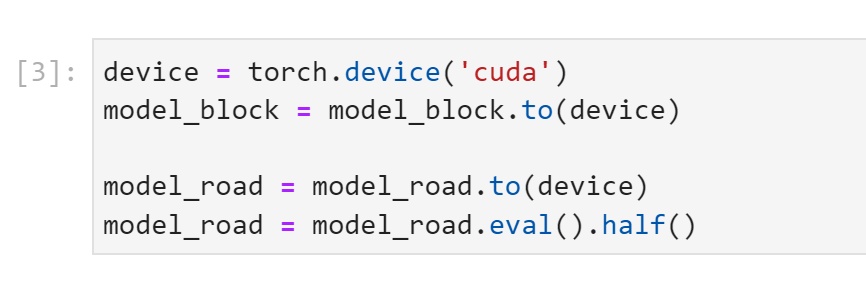 [3]: device = torch.device('cuda')
model_block = model_block.to(device)
model_road = model_road.to(device)
model_road = model_road.eval().half()